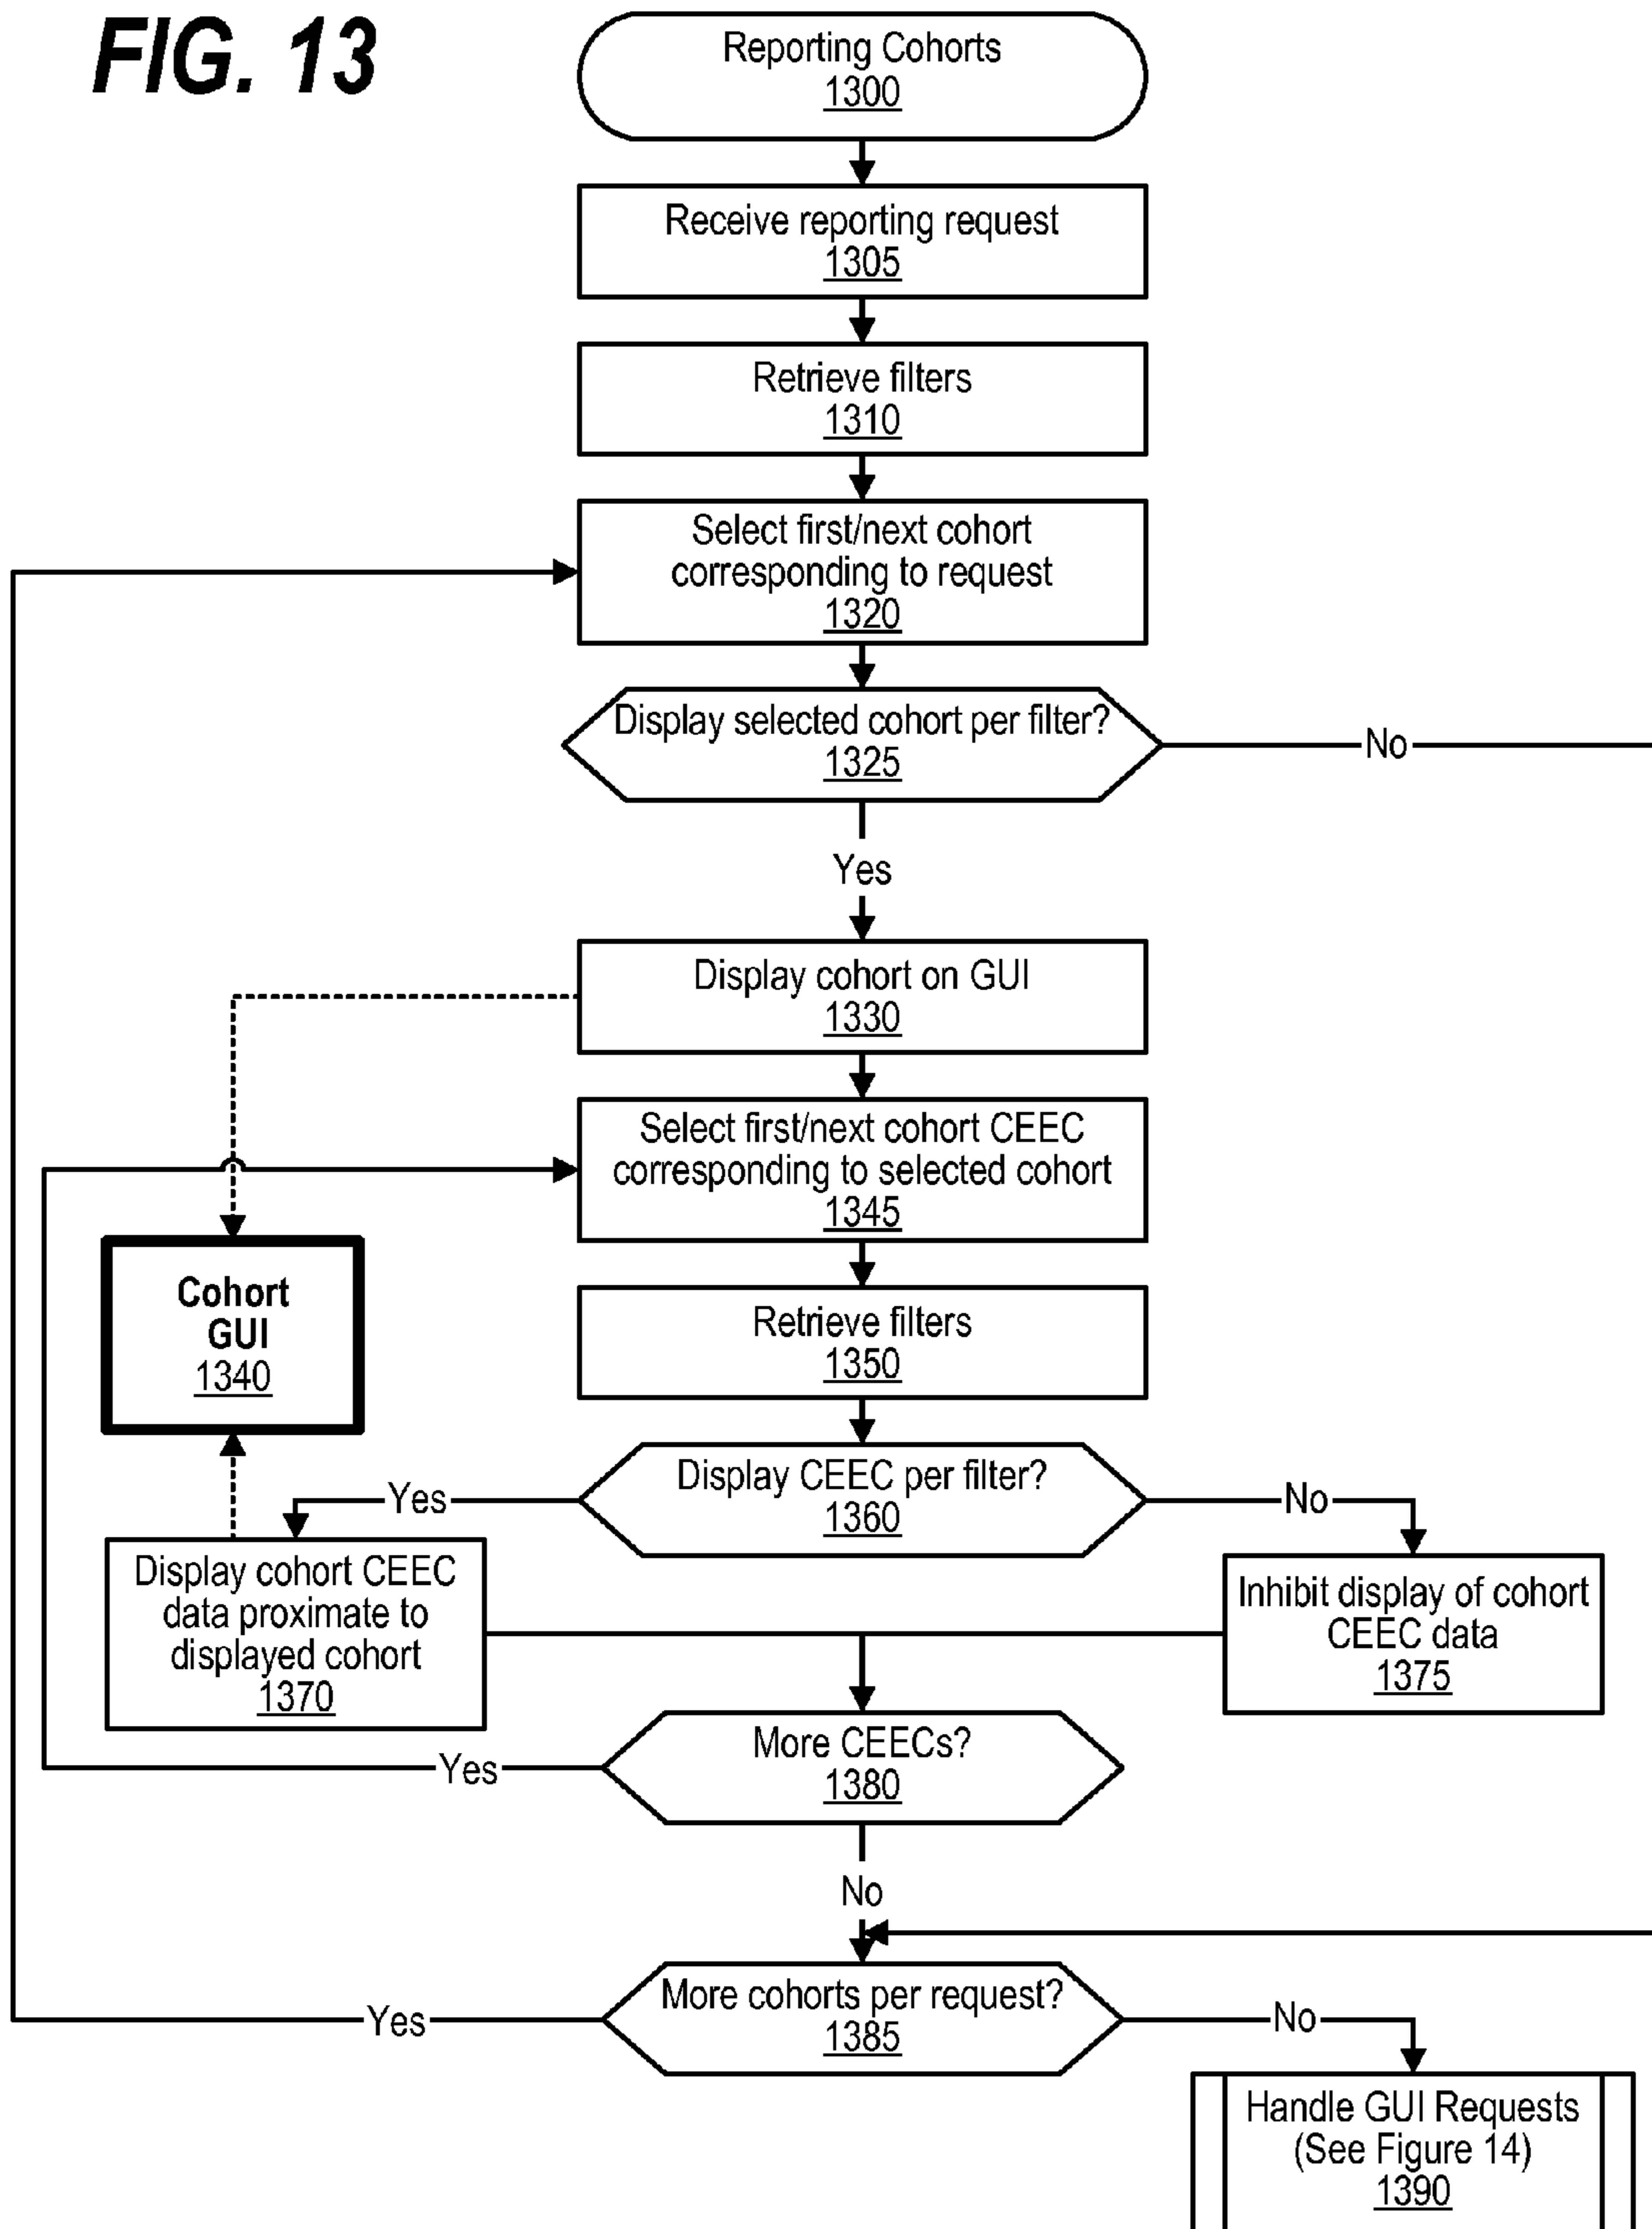 FIG. 13
Reporting Cohorts
1300
Receive reporting request
1305
Retrieve filters
1310
Select first/next cohort
corresponding to request
1320
Display selected cohort per filter?
1325
No
Yes
Display cohort on GUI
1330
Select first/next cohort CEEC
corresponding to selected cohort
1345
Cohort
GUI
1340
Retrieve filters
1350
Display CEEC per filter?
1360
Yes
No
Display cohort CEEC
data proximate to
displayed cohort
1370
Inhibit display of cohort
CEEC data
1375
More CEECs?
1380
Yes
No
More cohorts per request?
1385
Yes
No
Handle GUI Requests
(See Figure 14)
1390